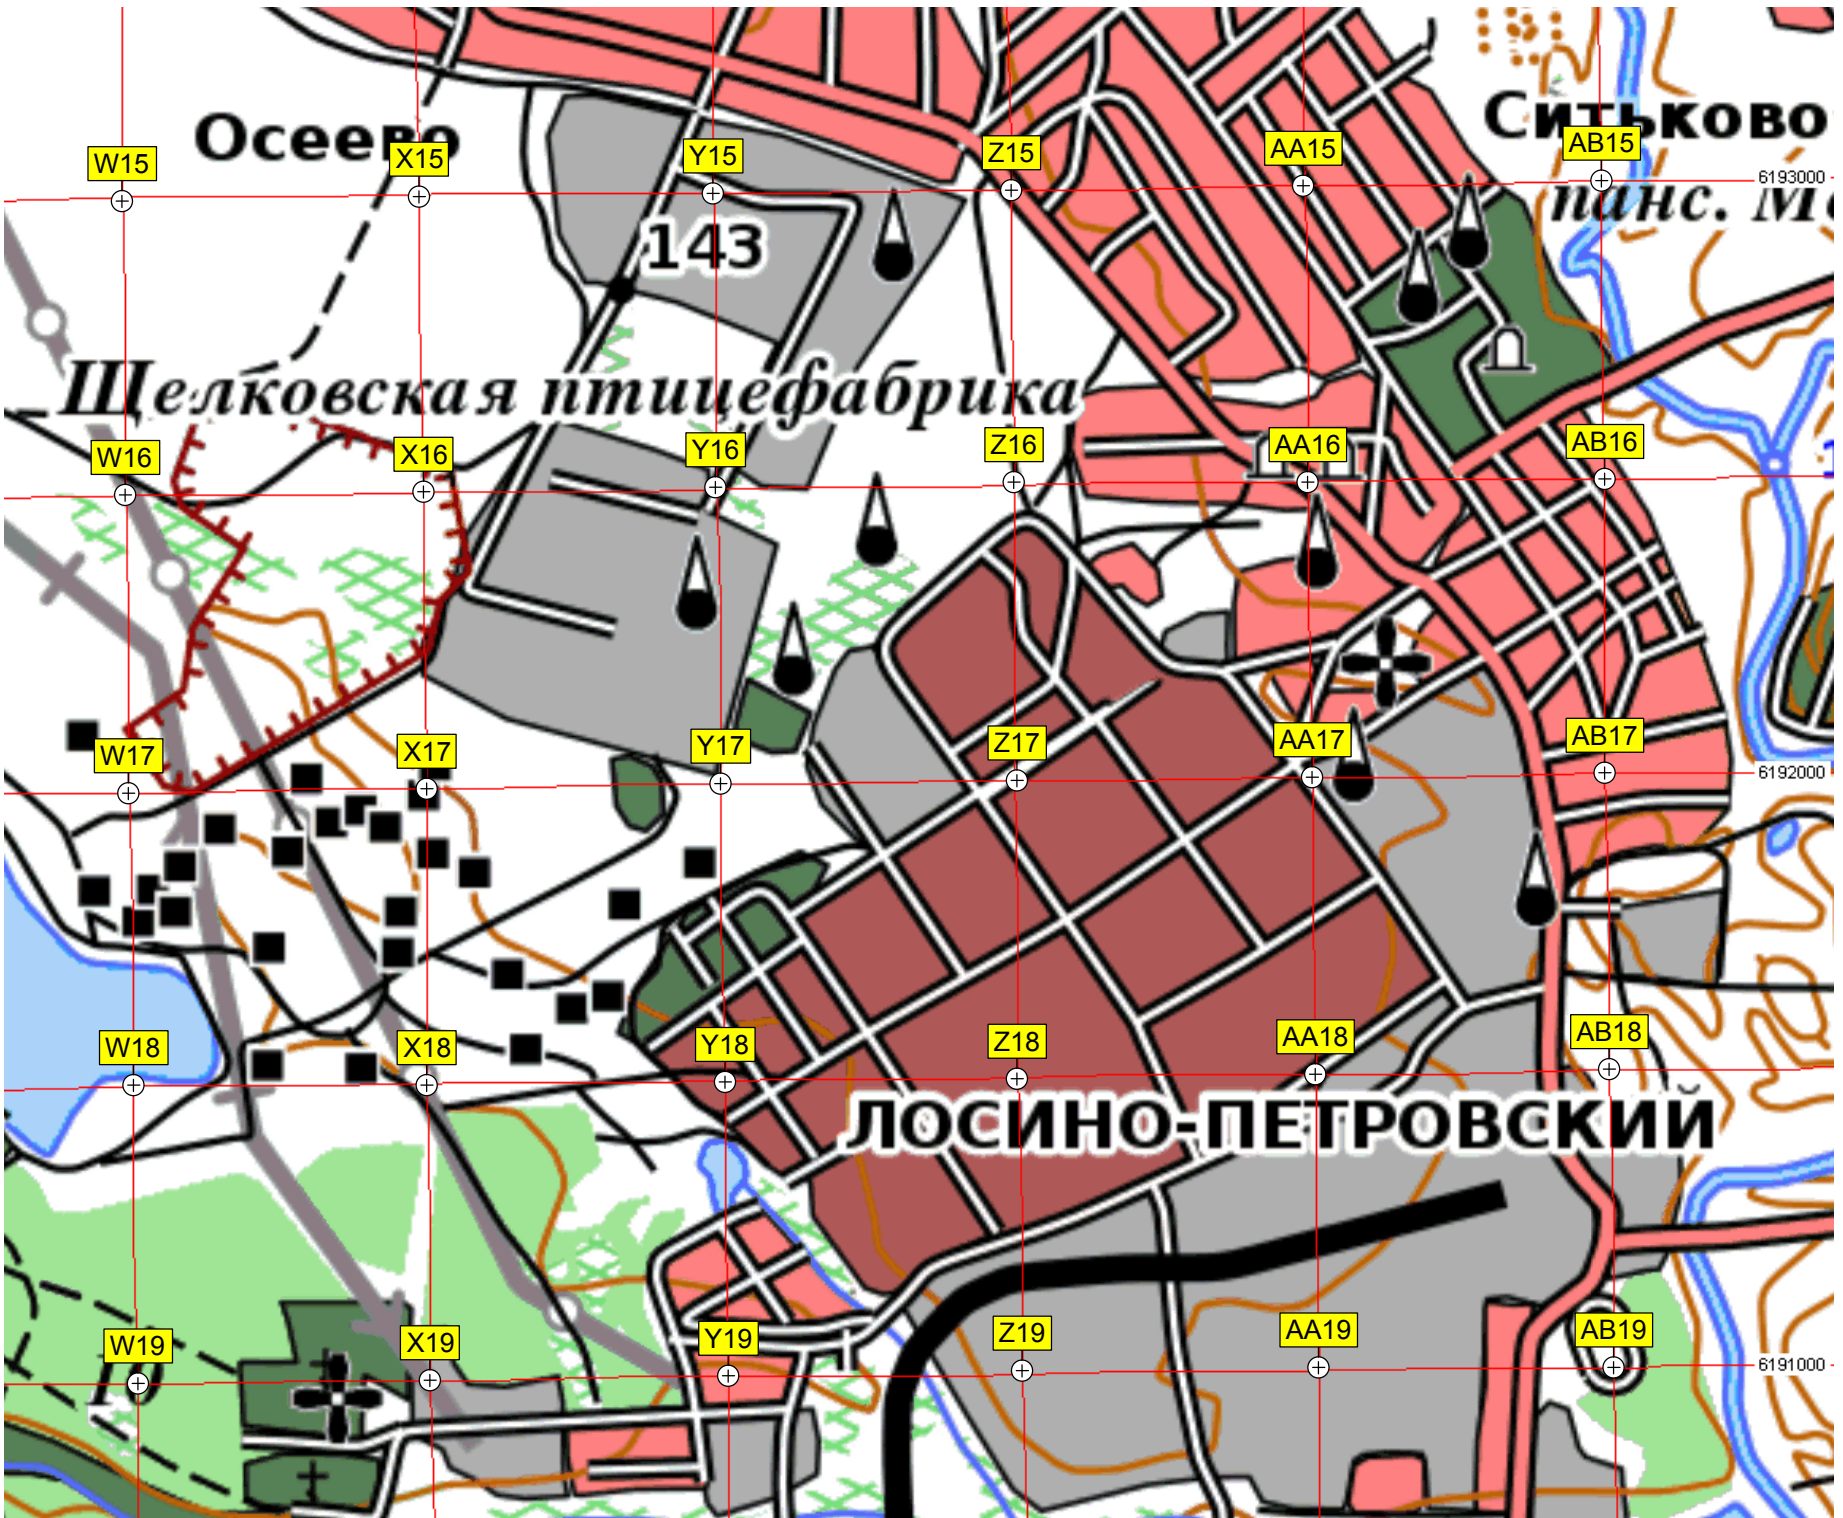 Осеево
Ситьково
W15
X15
Y15
Z15
AA15
AB15
6193000
панс.
143
Щелковская птицефабрика
W16
X16
Y16
Z16
AA16
AB16
W17
X17
Y17
Z17
AA17
AB17
6192000
W18
X18
Y18
Z18
AA18
AB18
ЛОСИНО-ПЕТРОВСКИЙ
W19
X19
Y19
Z19
AA19
AB19
6191000